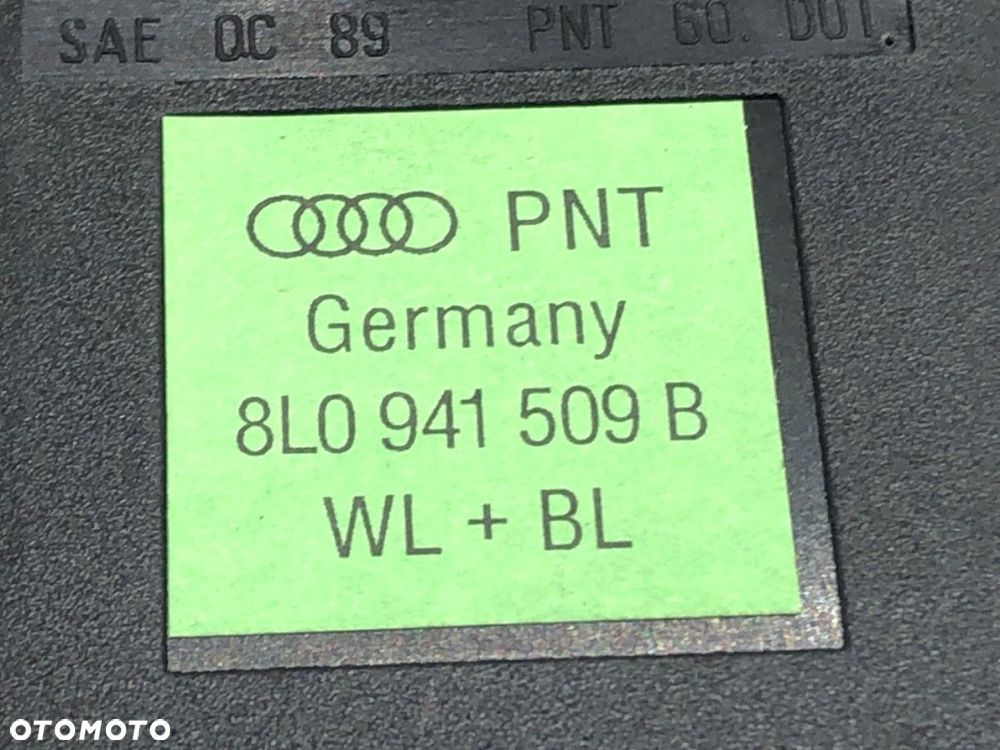 SAE QC 89 PNT 60. DOT.
PNT
Germany
8L0 941 509 B
WL + BL
OTOMOTO